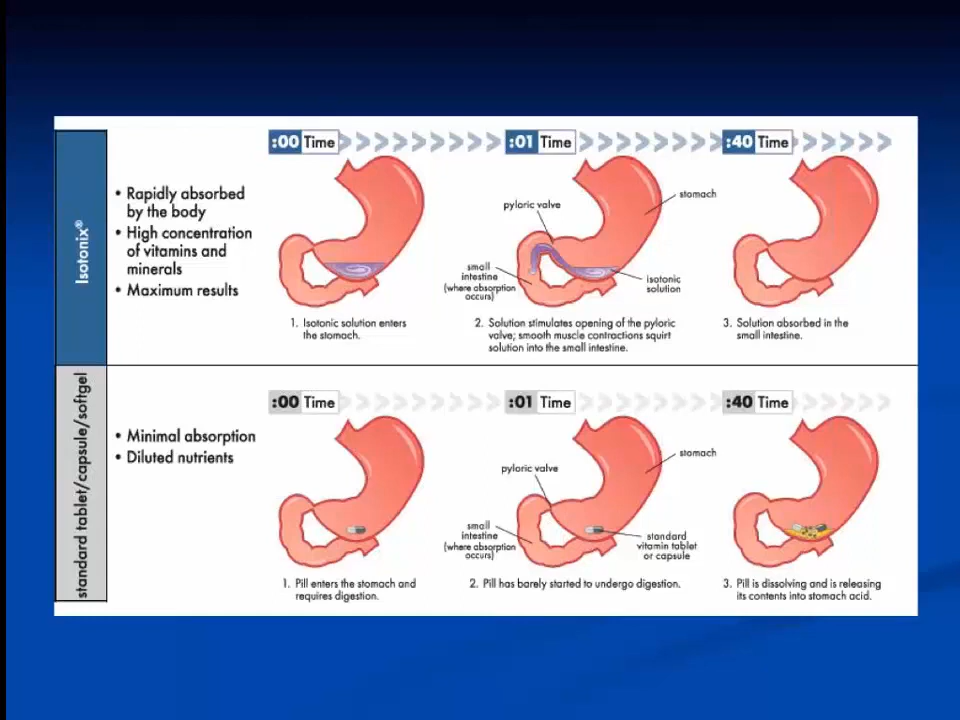 Isotonix®
• Rapidly absorbed
by the body
• High concentration
of vitamins and
minerals
• Maximum results
:00 Time
:01 Time
:40 Time
pyloric valve
stomach
small
intestine
(where absorption
occurs)
isotonic
solution
1. Isotonic solution enters
the stomach.
2. Solution stimulates opening of the pyloric
valve; smooth muscle contractions squirt
solution into the small intestine.
3. Solution absorbed in the
small intestine.
standard tablet/capsule/softgel
• Minimal absorption
• Diluted nutrients
:00 Time
:01 Time
:40 Time
pyloric valve
stomach
small
intestine
(where absorption
occurs)
standard
vitamin tablet
or capsule
1. Pill enters the stomach and
requires digestion.
2. Pill has barely started to undergo digestion.
3. Pill is dissolving and is releasing
its contents into stomach acid.